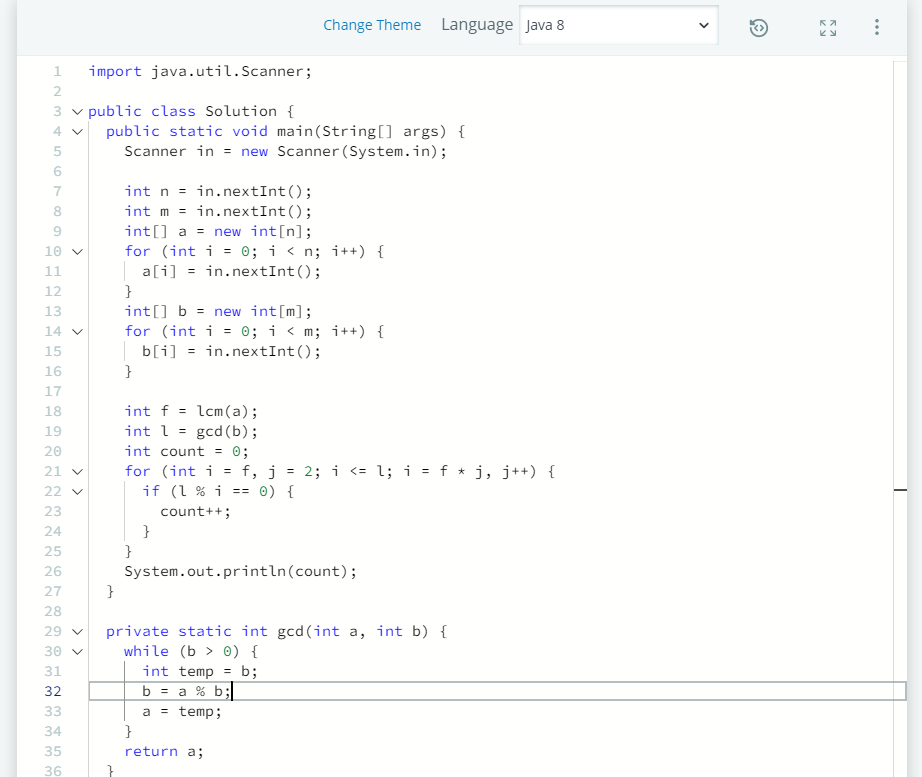 Change Theme Language Java 8
1 import java.util.Scanner;
2
3 public class Solution {
4 public static void main(String[] args) {
5 Scanner in = new Scanner(System.in);
6
7 int n = in.nextInt();
8 int m = in.nextInt();
9 int[] a = new int[n];
10 for (int i = 0; i < n; i++) {
11 a[i] = in.nextInt();
12 }
13 int[] b = new int[m];
14 for (int i = 0; i < m; i++) {
15 b[i] = in.nextInt();
16 }
17
18 int f = lcm(a);
19 int l = gcd(b);
20 int count = 0;
21 for (int i = f, j = 2; i <= l; i = f * j, j++) {
22 if (l % i == 0) {
23 count++;
24 }
25 }
26 System.out.println(count);
27 }
28
29 private static int gcd(int a, int b) {
30 while (b > 0) {
31 int temp = b;
32 b = a % b;
33 a = temp;
34 }
35 return a;
36 }